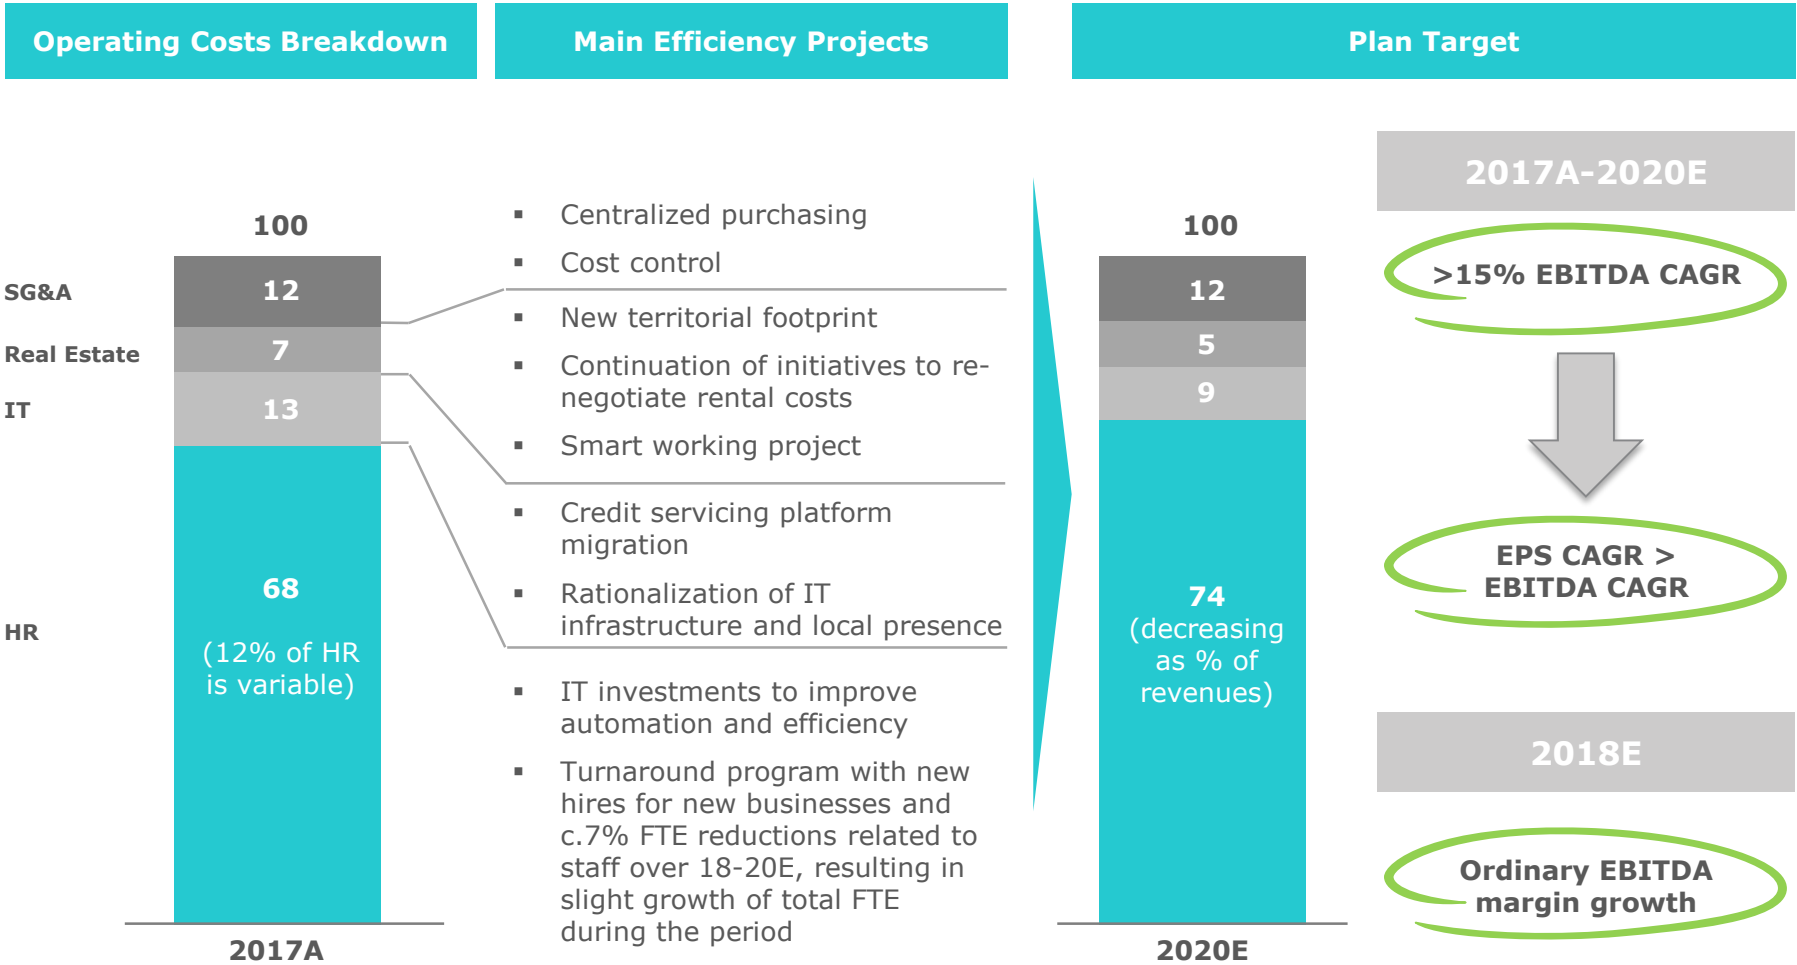 Operating Costs Breakdown
Main Efficiency Projects
Plan Target
100
SG&A
12
Real Estate
7
IT
13
HR
68
(12% of HR
is variable)
2017A
▪ Centralized purchasing
▪ Cost control
▪ New territorial footprint
▪ Continuation of initiatives to re-
negotiate rental costs
▪ Smart working project
▪ Credit servicing platform
migration
▪ Rationalization of IT
infrastructure and local presence
▪ IT investments to improve
automation and efficiency
▪ Turnaround program with new
hires for new businesses and
c.7% FTE reductions related to
staff over 18-20E, resulting in
slight growth of total FTE
during the period
100
12
5
9
74
(decreasing
as % of
revenues)
2020E
2017A-2020E
>15% EBITDA CAGR
EPS CAGR >
EBITDA CAGR
2018E
Ordinary EBITDA
margin growth